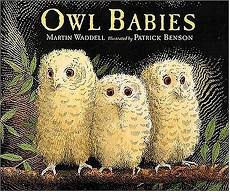 OWL BABIES
MARTIN WADDELL Illustrated by PATRICK BENSON